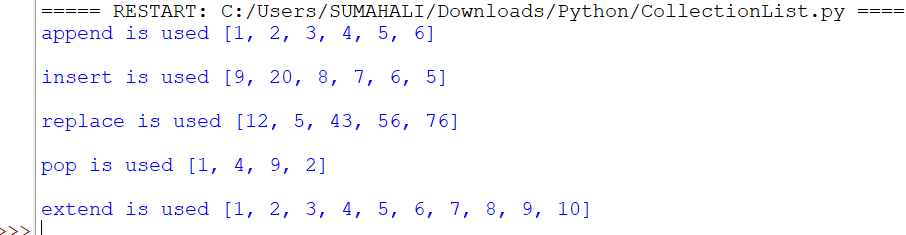 ===== RESTART: C:/Users/SUMAHALI/Downloads/Python/CollectionList.py ====
append is used [1, 2, 3, 4, 5, 6]
insert is used [9, 20, 8, 7, 6, 5]
replace is used [12, 5, 43, 56, 76]
pop is used [1, 4, 9, 2]
extend is used [1, 2, 3, 4, 5, 6, 7, 8, 9, 10]
>>>